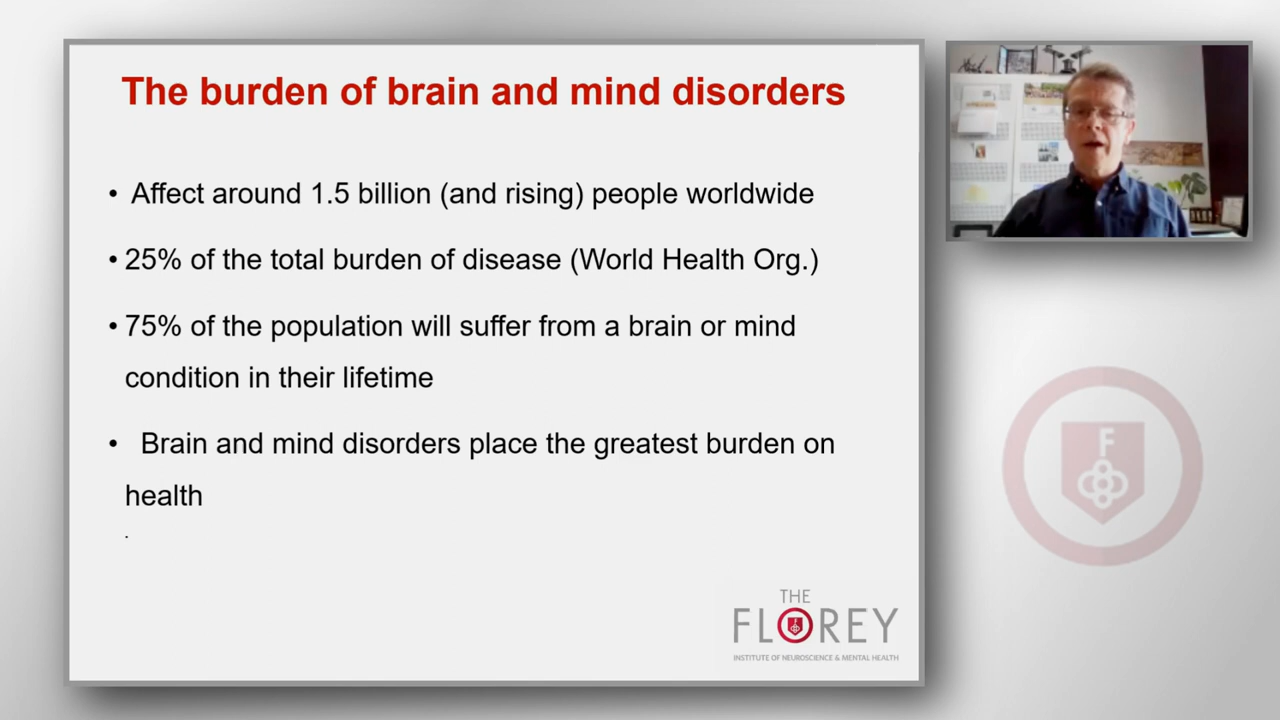 The burden of brain and mind disorders
• Affect around 1.5 billion (and rising) people worldwide
• 25% of the total burden of disease (World Health Org.)
• 75% of the population will suffer from a brain or mind
condition in their lifetime
• Brain and mind disorders place the greatest burden on
health
.
THE
FLOREY
INSTITUTE OF NEUROSCIENCE & MENTAL HEALTH
F